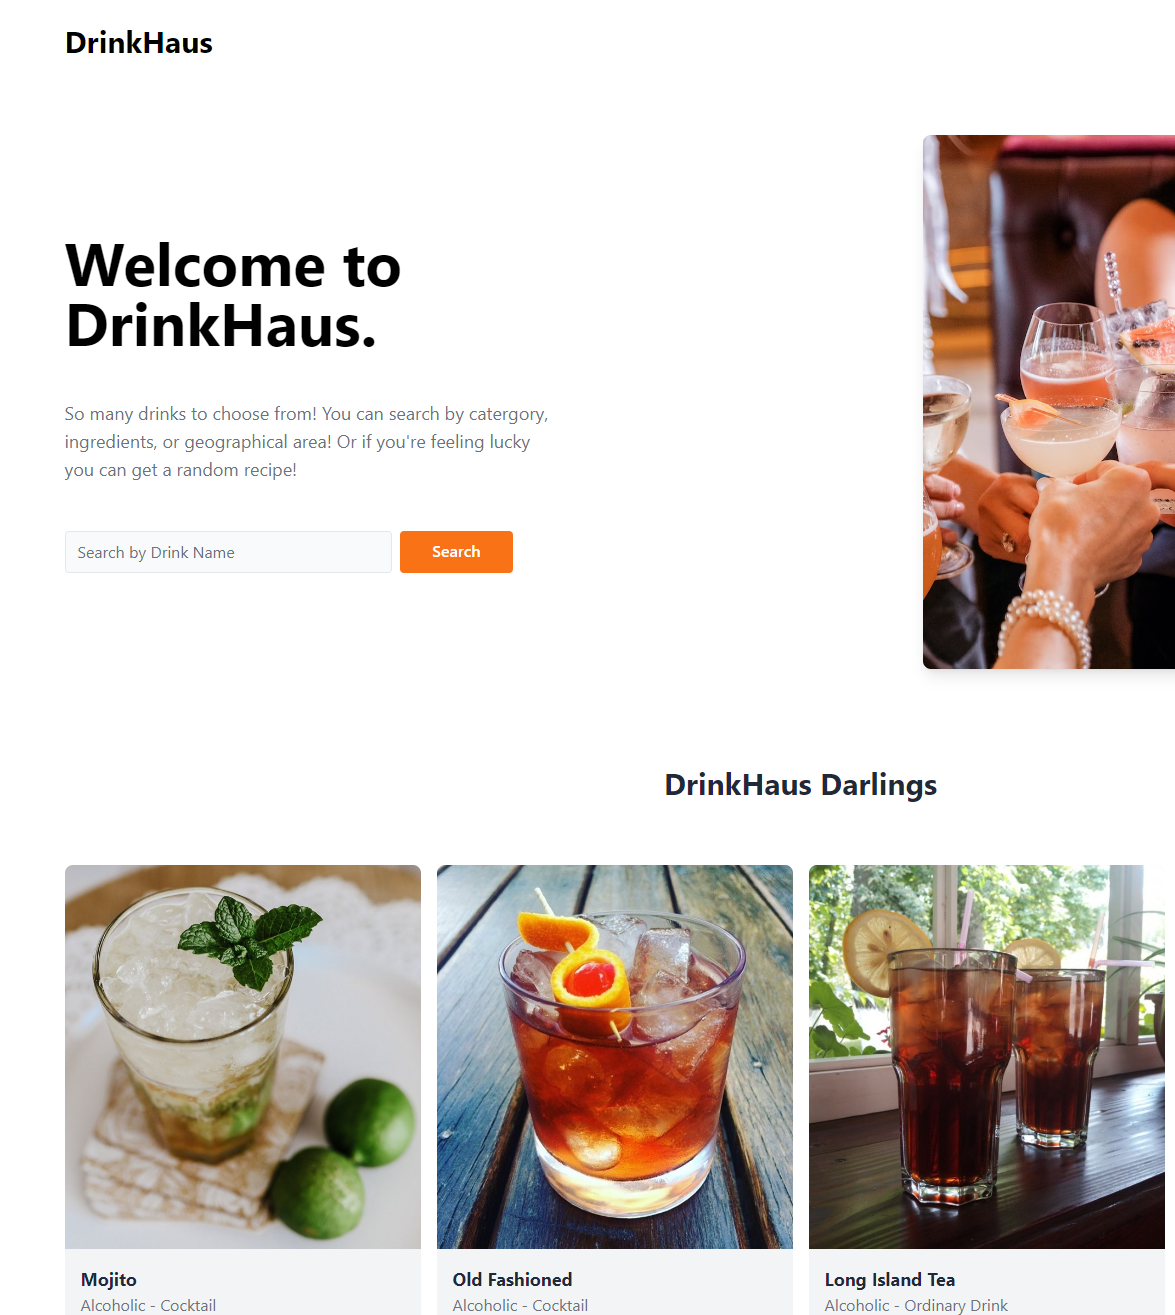 DrinkHaus
Welcome to
DrinkHaus.
So many drinks to choose from! You can search by catergory,
ingredients, or geographical area! Or if you're feeling lucky
you can get a random recipe!
Search by Drink Name
Search
DrinkHaus Darlings
Mojito
Alcoholic - Cocktail
Old Fashioned
Alcoholic - Cocktail
Long Island Tea
Alcoholic - Ordinary Drink